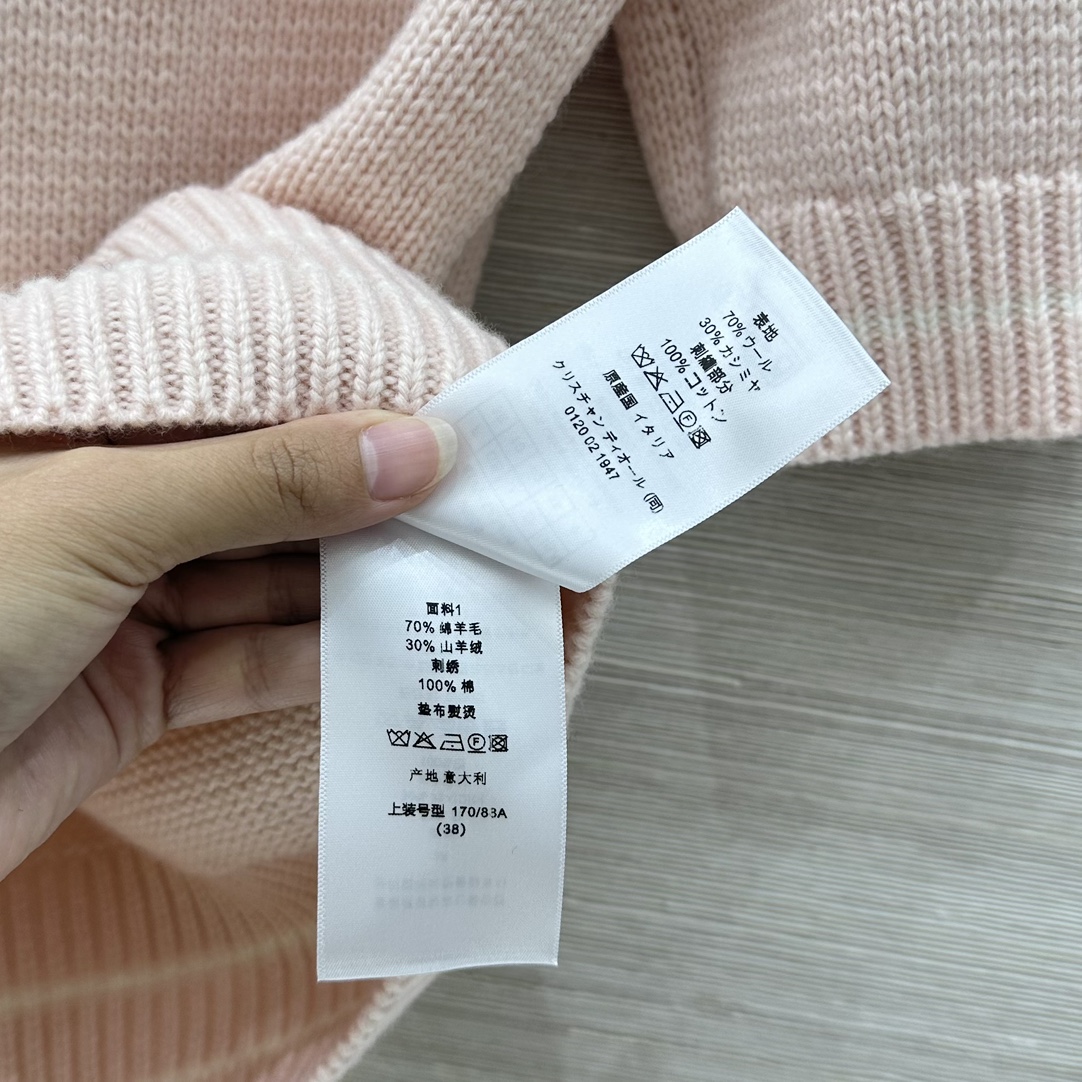 表地
70% ウール
30% カシミヤ
刺繍部分
100% コットン
原産国 イタリア
クリスチャン ディオール (同)
0120 02 1947
面料1
70% 绵羊毛
30% 山羊绒
刺绣
100% 棉
垫布熨烫
F
产地 意大利
上装号型 170/88A
(38)